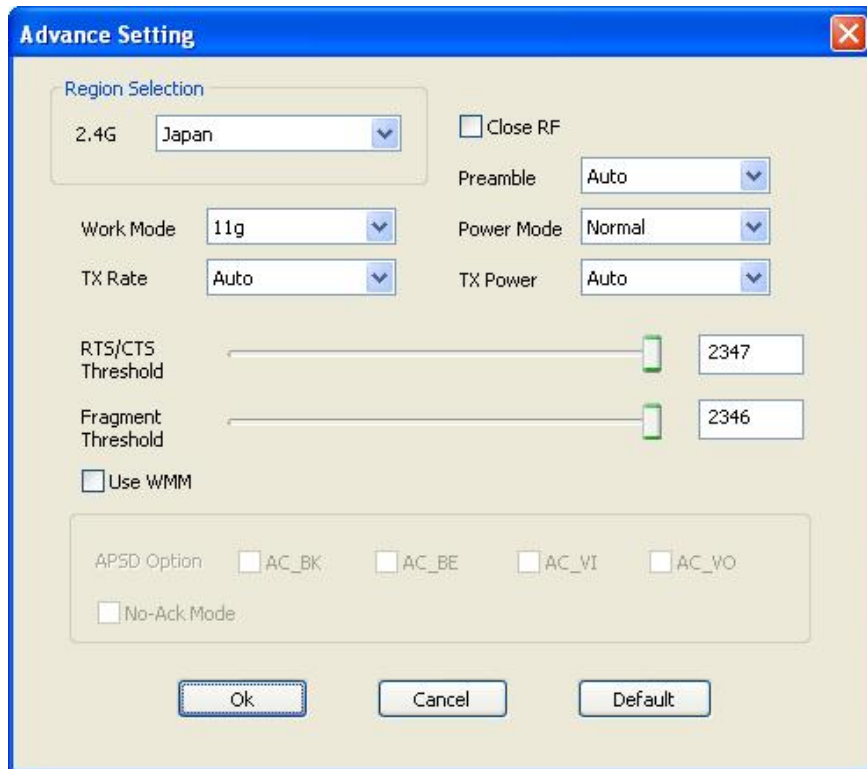 Advance Setting
Region Selection
2.4G Japan
Close RF
Preamble Auto
Work Mode 11g Power Mode Normal
TX Rate Auto TX Power Auto
RTS/CTS
Threshold
2347
Fragment
Threshold
2346
Use WMM
APSD Option AC_BK AC_BE AC_VI AC_VO
No-Ack Mode
Ok Cancel Default